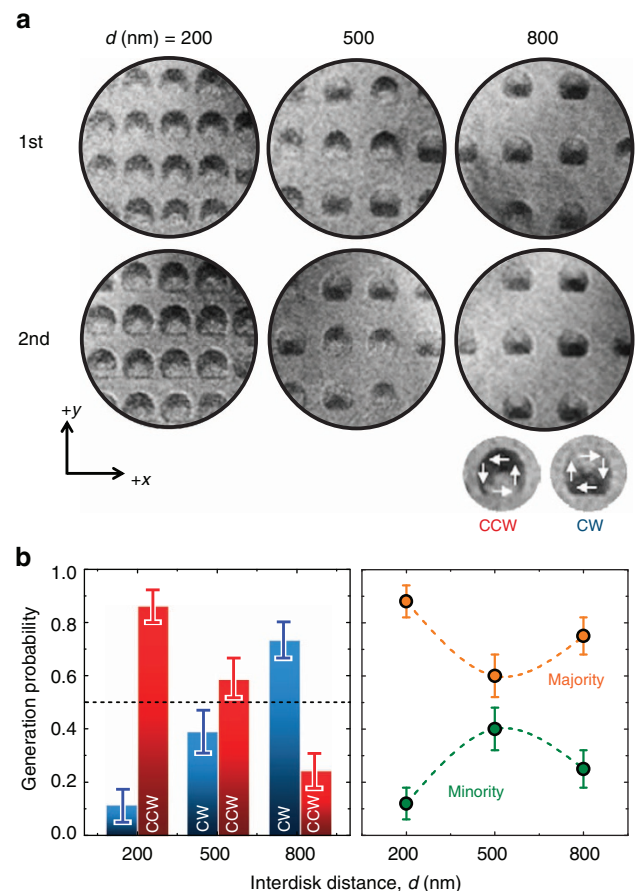 a
d (nm) = 200 500 800
1st
2nd
+y
+x
CCW CW
b
Generation probability
1.0
0.8
0.6
0.4
0.2
0.0
CCW CW CCW CW CCW
Majority
Minority
200 500 800 200 500 800
Interdisk distance, d (nm)